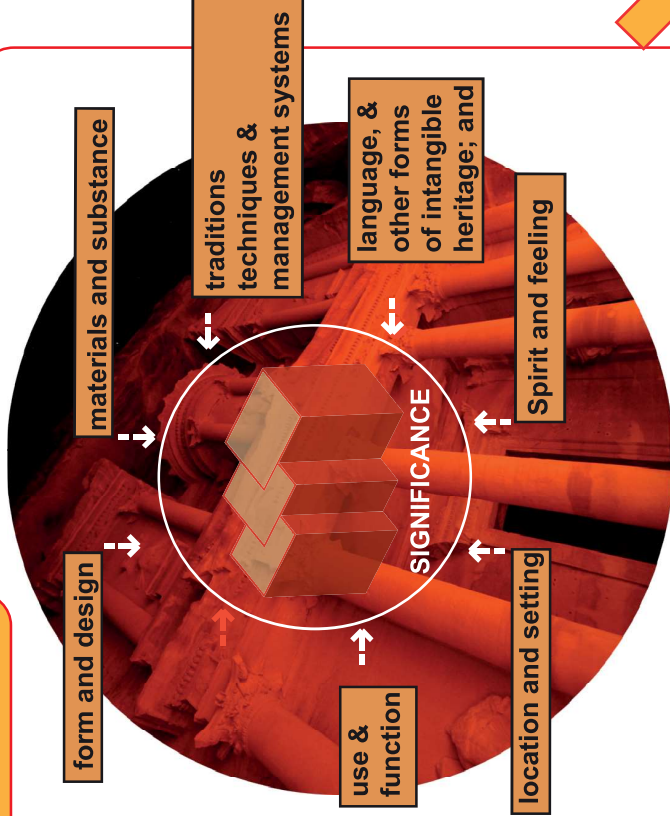 form and design
materials and substance
traditions
techniques &
management systems
language, &
other forms
of intangible
heritage; and
Spirit and feeling
location and setting
use &
function
SIGNIFICANCE